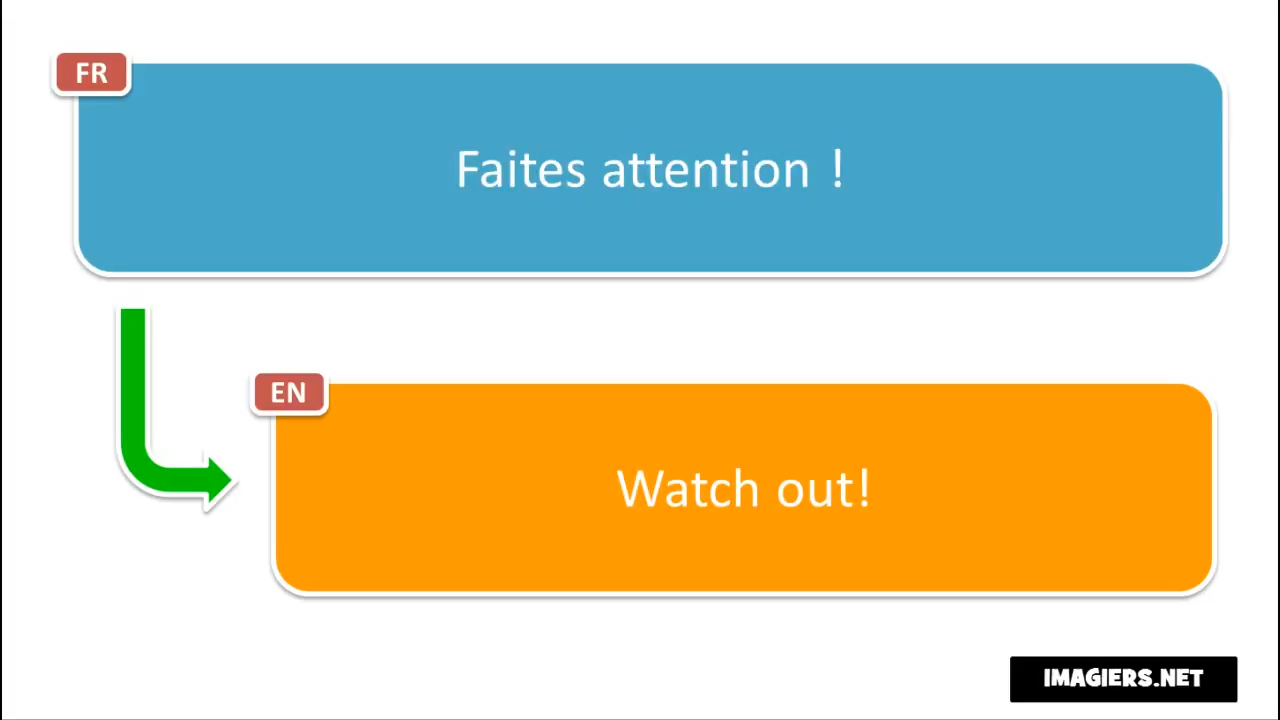 FR
Faites attention !
EN
Watch out!
IMAGIERS.NET